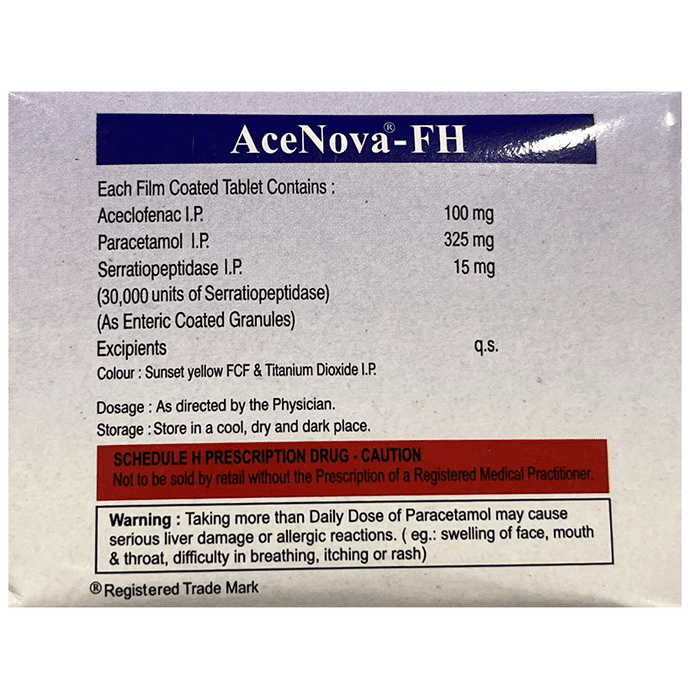 AceNova®-FH
Each Film Coated Tablet Contains :
Aceclofenac I.P. 100 mg
Paracetamol I.P. 325 mg
Serratiopeptidase I.P. 15 mg
(30,000 units of Serratiopeptidase)
(As Enteric Coated Granules)
Excipients q.s.
Colour : Sunset yellow FCF & Titanium Dioxide I.P.
Dosage : As directed by the Physician.
Storage : Store in a cool, dry and dark place.
SCHEDULE H PRESCRIPTION DRUG - CAUTION
Not to be sold by retail without the Prescription of a Registered Medical Practitioner.
Warning : Taking more than Daily Dose of Paracetamol may cause
serious liver damage or allergic reactions. ( eg.: swelling of face, mouth
& throat, difficulty in breathing, itching or rash)
®Registered Trade Mark